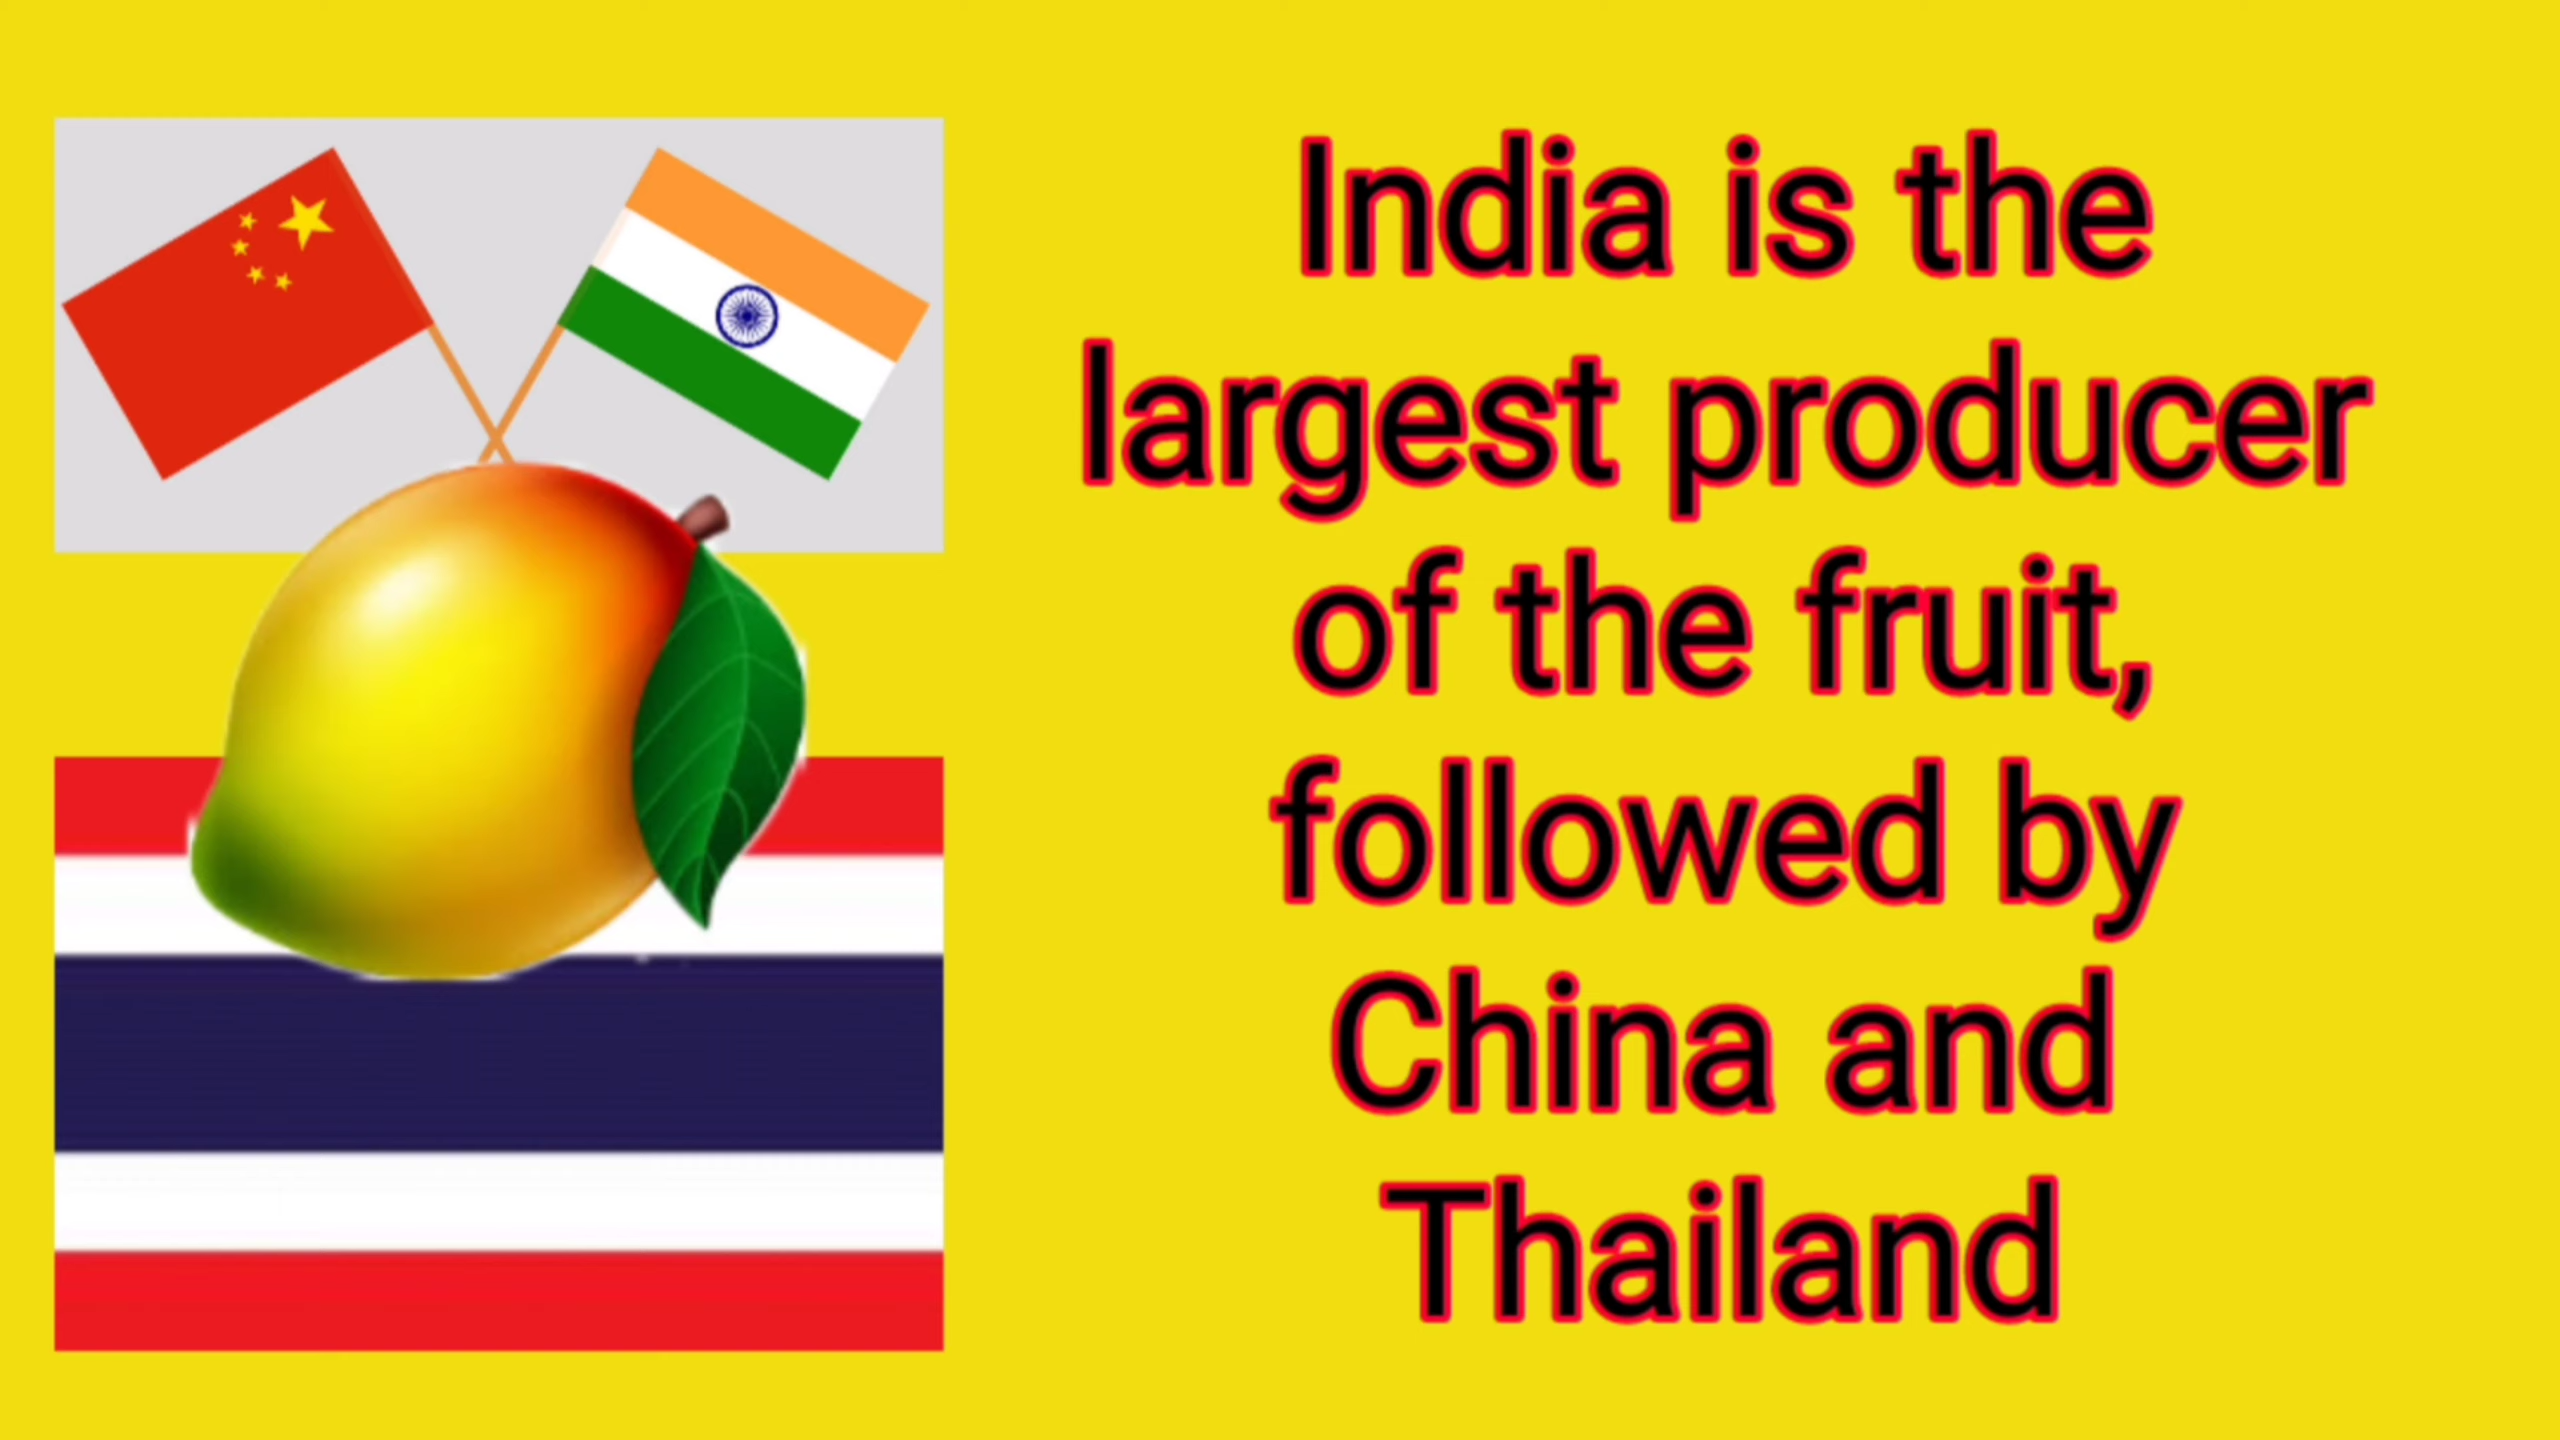 India is the
largest producer
of the fruit,
followed by
China and
Thailand